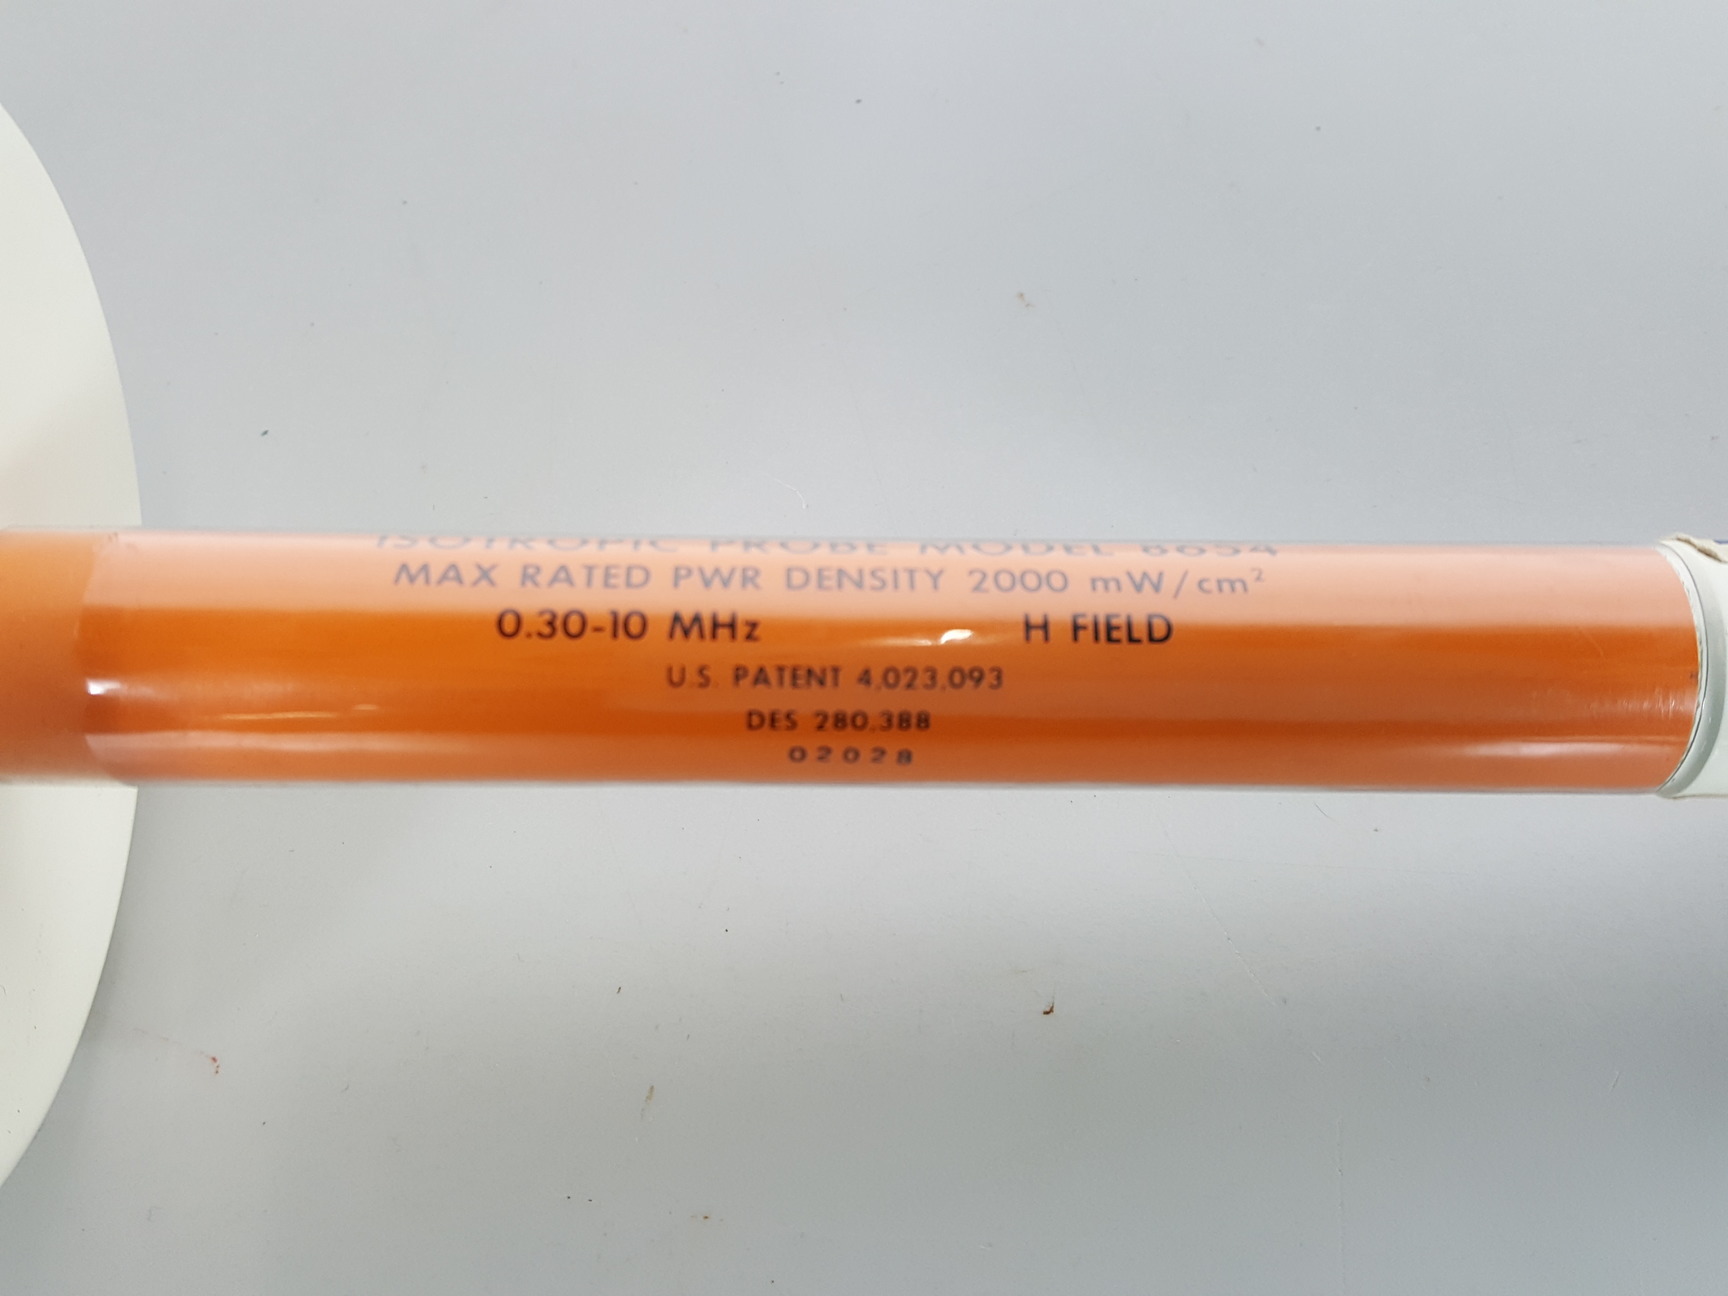 ISOTROPIC PROBE MODEL 8654
MAX RATED PWR DENSITY 2000 mW/cm²
0.30-10 MHz H FIELD
U.S. PATENT 4,023,093
DES 280,388
02028